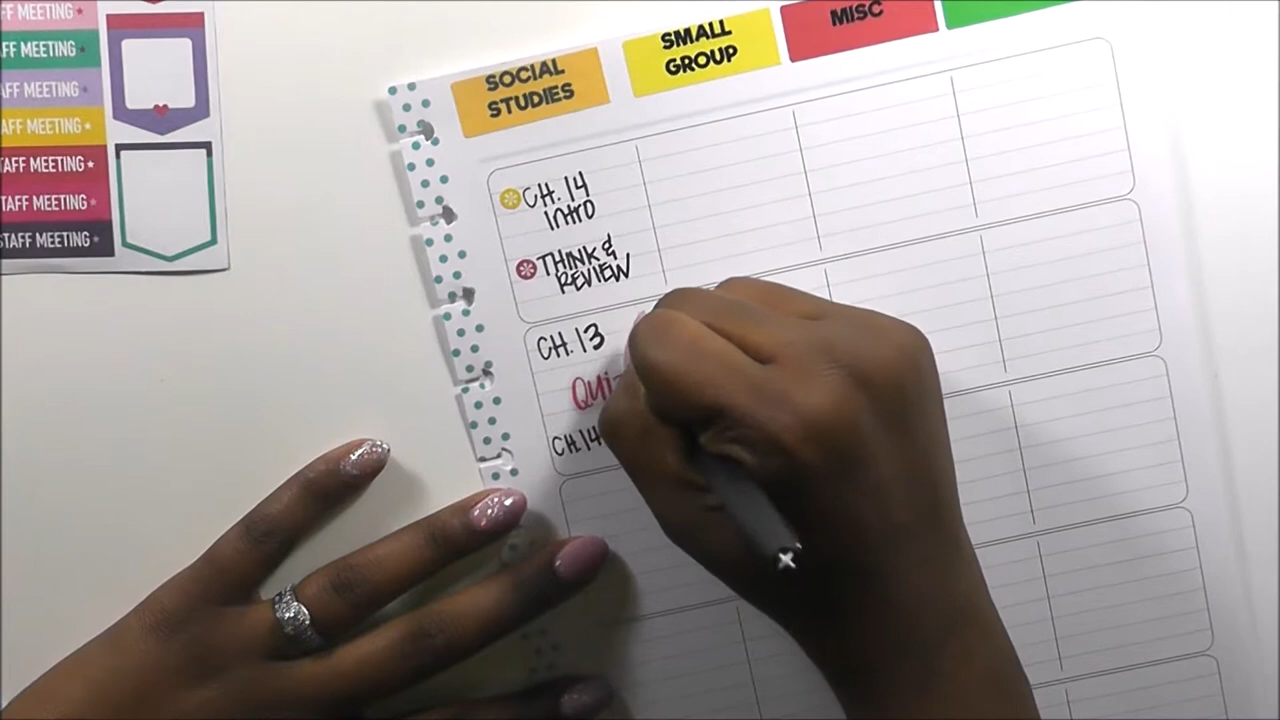 FF MEETING
FF MEETING
AFF MEETING
AFF MEETING
TAFF MEETING
TAFF MEETING
STAFF MEETING
SOCIAL
STUDIES
SMALL
GROUP
MISC
CH. 14
Intro
THINK &
REVIEW
CH. 13
CH. 14